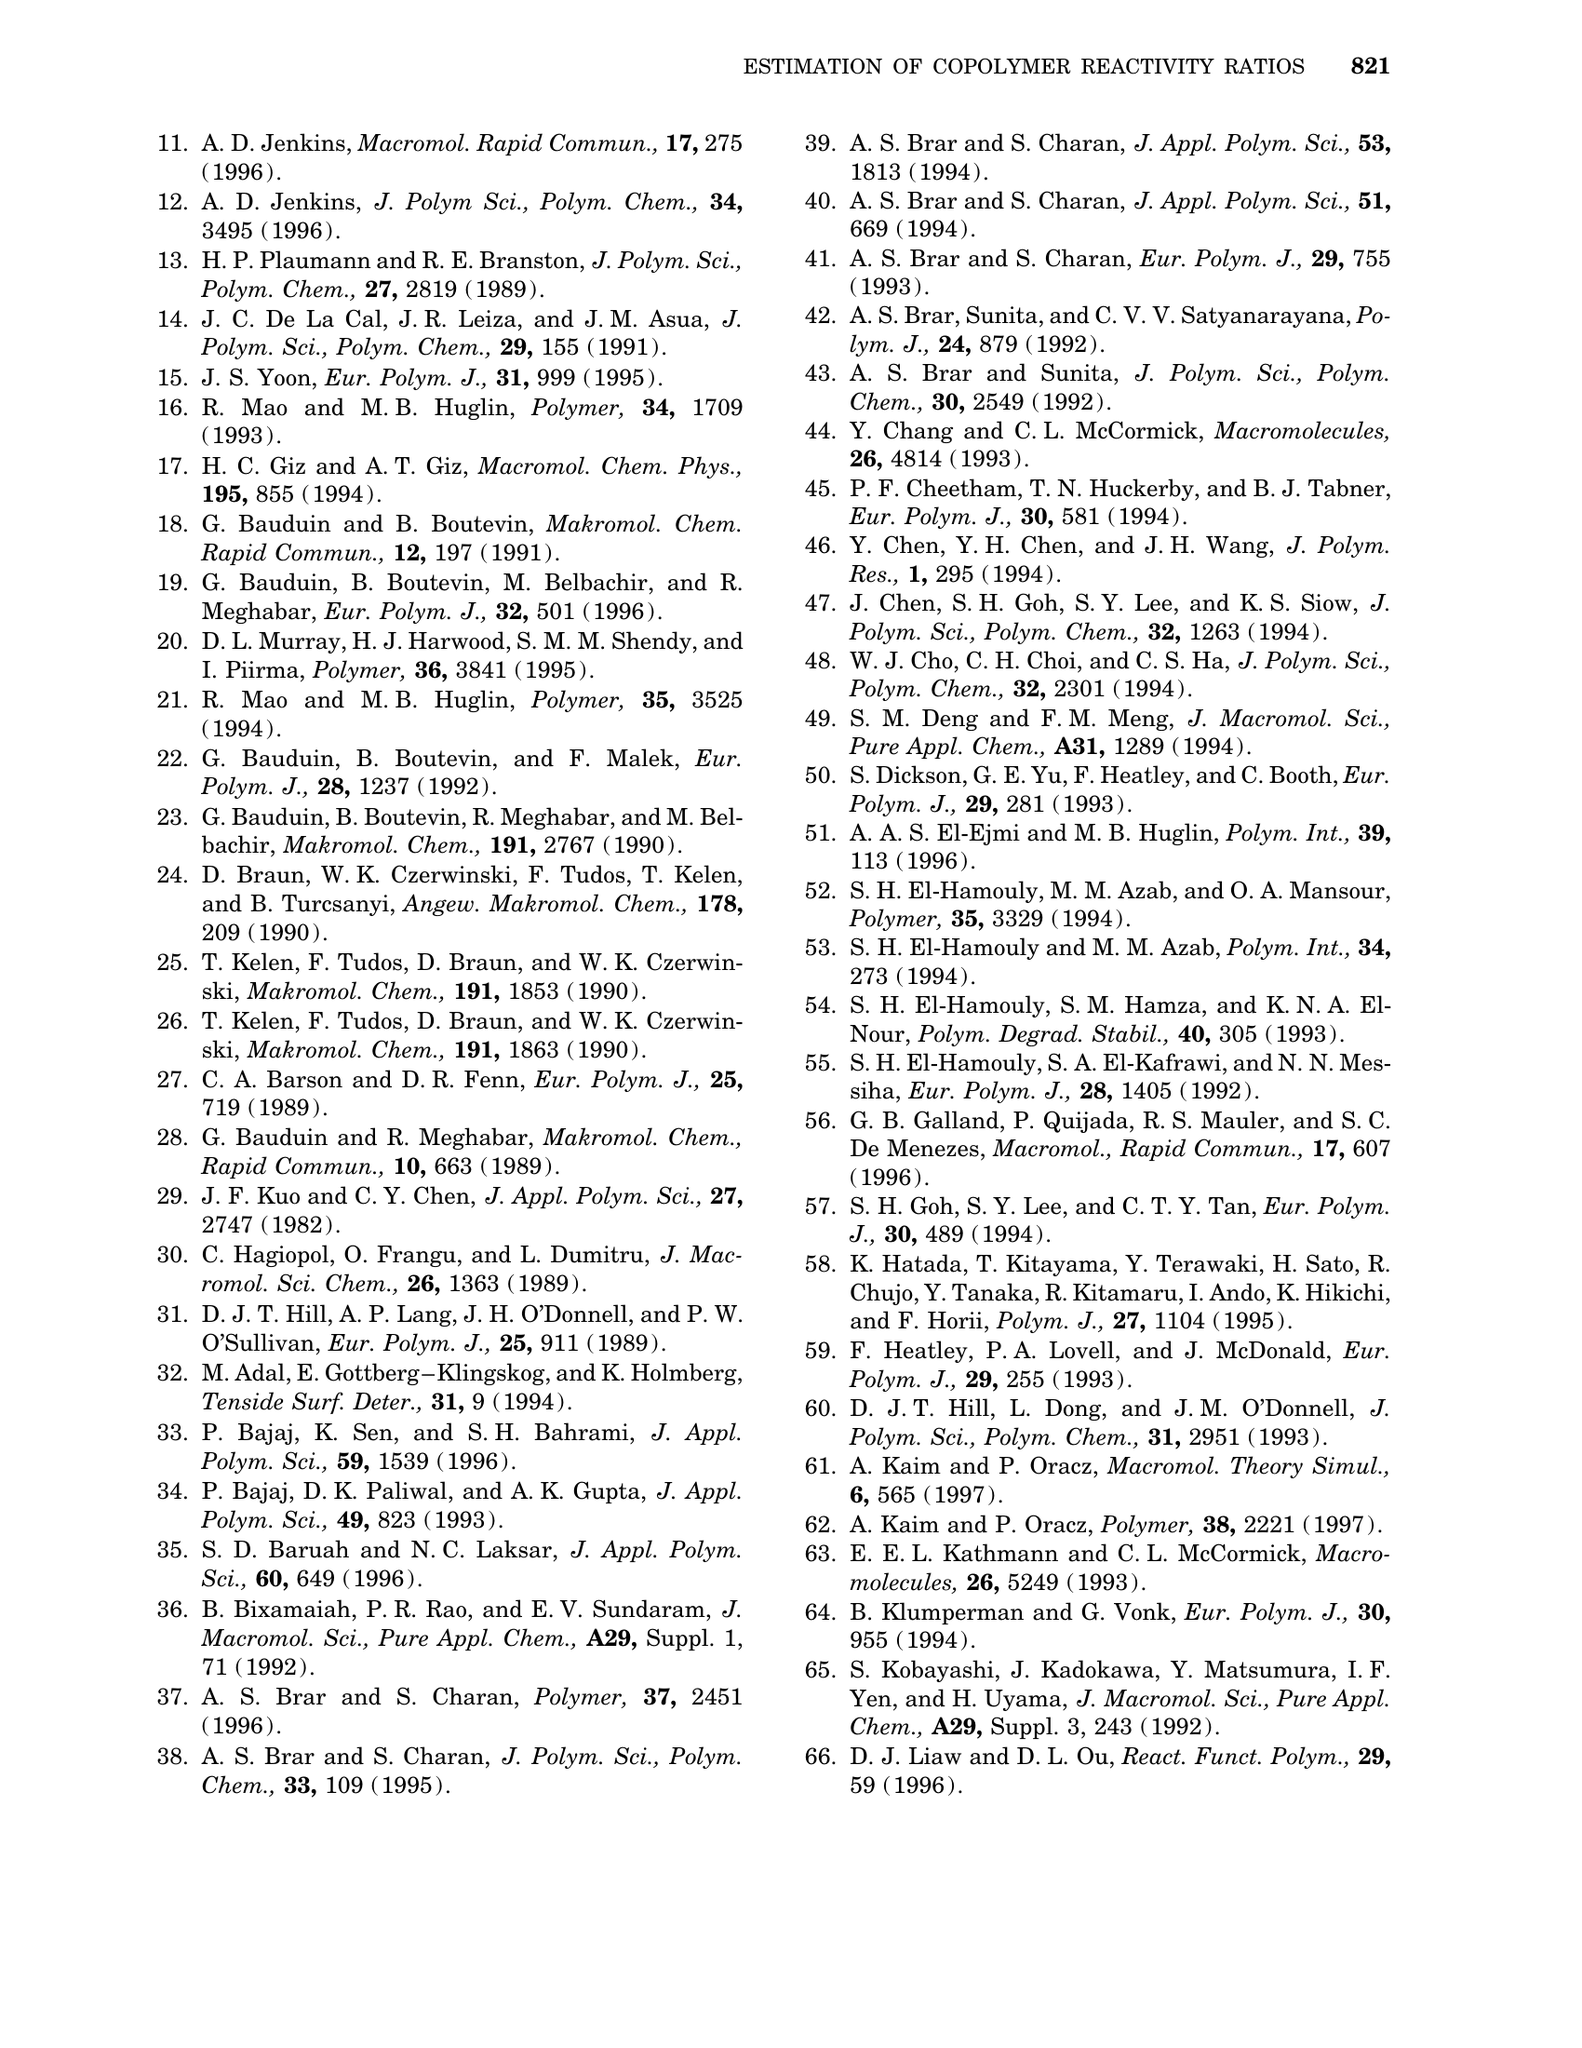 ESTIMATION OF COPOLYMER REACTIVITY RATIOS 821
11. A. D. Jenkins, Macromol. Rapid Commun., 17, 275
(1996).
12. A. D. Jenkins, J. Polym Sci., Polym. Chem., 34,
3495 (1996).
13. H. P. Plaumann and R. E. Branston, J. Polym. Sci.,
Polym. Chem., 27, 2819 (1989).
14. J. C. De La Cal, J. R. Leiza, and J. M. Asua, J.
Polym. Sci., Polym. Chem., 29, 155 (1991).
15. J. S. Yoon, Eur. Polym. J., 31, 999 (1995).
16. R. Mao and M. B. Huglin, Polymer, 34, 1709
(1993).
17. H. C. Giz and A. T. Giz, Macromol. Chem. Phys.,
195, 855 (1994).
18. G. Bauduin and B. Boutevin, Makromol. Chem.
Rapid Commun., 12, 197 (1991).
19. G. Bauduin, B. Boutevin, M. Belbachir, and R.
Meghabar, Eur. Polym. J., 32, 501 (1996).
20. D. L. Murray, H. J. Harwood, S. M. M. Shendy, and
I. Piirma, Polymer, 36, 3841 (1995).
21. R. Mao and M. B. Huglin, Polymer, 35, 3525
(1994).
22. G. Bauduin, B. Boutevin, and F. Malek, Eur.
Polym. J., 28, 1237 (1992).
23. G. Bauduin, B. Boutevin, R. Meghabar, and M. Bel-
bachir, Makromol. Chem., 191, 2767 (1990).
24. D. Braun, W. K. Czerwinski, F. Tudos, T. Kelen,
and B. Turcsanyi, Angew. Makromol. Chem., 178,
209 (1990).
25. T. Kelen, F. Tudos, D. Braun, and W. K. Czerwin-
ski, Makromol. Chem., 191, 1853 (1990).
26. T. Kelen, F. Tudos, D. Braun, and W. K. Czerwin-
ski, Makromol. Chem., 191, 1863 (1990).
27. C. A. Barson and D. R. Fenn, Eur. Polym. J., 25,
719 (1989).
28. G. Bauduin and R. Meghabar, Makromol. Chem.,
Rapid Commun., 10, 663 (1989).
29. J. F. Kuo and C. Y. Chen, J. Appl. Polym. Sci., 27,
2747 (1982).
30. C. Hagiopol, O. Frangu, and L. Dumitru, J. Mac-
romol. Sci. Chem., 26, 1363 (1989).
31. D. J. T. Hill, A. P. Lang, J. H. O'Donnell, and P. W.
O'Sullivan, Eur. Polym. J., 25, 911 (1989).
32. M. Adal, E. Gottberg–Klingskog, and K. Holmberg,
Tenside Surf. Deter., 31, 9 (1994).
33. P. Bajaj, K. Sen, and S. H. Bahrami, J. Appl.
Polym. Sci., 59, 1539 (1996).
34. P. Bajaj, D. K. Paliwal, and A. K. Gupta, J. Appl.
Polym. Sci., 49, 823 (1993).
35. S. D. Baruah and N. C. Laksar, J. Appl. Polym.
Sci., 60, 649 (1996).
36. B. Bixamaiah, P. R. Rao, and E. V. Sundaram, J.
Macromol. Sci., Pure Appl. Chem., A29, Suppl. 1,
71 (1992).
37. A. S. Brar and S. Charan, Polymer, 37, 2451
(1996).
38. A. S. Brar and S. Charan, J. Polym. Sci., Polym.
Chem., 33, 109 (1995).
39. A. S. Brar and S. Charan, J. Appl. Polym. Sci., 53,
1813 (1994).
40. A. S. Brar and S. Charan, J. Appl. Polym. Sci., 51,
669 (1994).
41. A. S. Brar and S. Charan, Eur. Polym. J., 29, 755
(1993).
42. A. S. Brar, Sunita, and C. V. V. Satyanarayana, Po-
lym. J., 24, 879 (1992).
43. A. S. Brar and Sunita, J. Polym. Sci., Polym.
Chem., 30, 2549 (1992).
44. Y. Chang and C. L. McCormick, Macromolecules,
26, 4814 (1993).
45. P. F. Cheetham, T. N. Huckerby, and B. J. Tabner,
Eur. Polym. J., 30, 581 (1994).
46. Y. Chen, Y. H. Chen, and J. H. Wang, J. Polym.
Res., 1, 295 (1994).
47. J. Chen, S. H. Goh, S. Y. Lee, and K. S. Siow, J.
Polym. Sci., Polym. Chem., 32, 1263 (1994).
48. W. J. Cho, C. H. Choi, and C. S. Ha, J. Polym. Sci.,
Polym. Chem., 32, 2301 (1994).
49. S. M. Deng and F. M. Meng, J. Macromol. Sci.,
Pure Appl. Chem., A31, 1289 (1994).
50. S. Dickson, G. E. Yu, F. Heatley, and C. Booth, Eur.
Polym. J., 29, 281 (1993).
51. A. A. S. El-Ejmi and M. B. Huglin, Polym. Int., 39,
113 (1996).
52. S. H. El-Hamouly, M. M. Azab, and O. A. Mansour,
Polymer, 35, 3329 (1994).
53. S. H. El-Hamouly and M. M. Azab, Polym. Int., 34,
273 (1994).
54. S. H. El-Hamouly, S. M. Hamza, and K. N. A. El-
Nour, Polym. Degrad. Stabil., 40, 305 (1993).
55. S. H. El-Hamouly, S. A. El-Kafrawi, and N. N. Mes-
siha, Eur. Polym. J., 28, 1405 (1992).
56. G. B. Galland, P. Quijada, R. S. Mauler, and S. C.
De Menezes, Macromol., Rapid Commun., 17, 607
(1996).
57. S. H. Goh, S. Y. Lee, and C. T. Y. Tan, Eur. Polym.
J., 30, 489 (1994).
58. K. Hatada, T. Kitayama, Y. Terawaki, H. Sato, R.
Chujo, Y. Tanaka, R. Kitamaru, I. Ando, K. Hikichi,
and F. Horii, Polym. J., 27, 1104 (1995).
59. F. Heatley, P. A. Lovell, and J. McDonald, Eur.
Polym. J., 29, 255 (1993).
60. D. J. T. Hill, L. Dong, and J. M. O'Donnell, J.
Polym. Sci., Polym. Chem., 31, 2951 (1993).
61. A. Kaim and P. Oracz, Macromol. Theory Simul.,
6, 565 (1997).
62. A. Kaim and P. Oracz, Polymer, 38, 2221 (1997).
63. E. E. L. Kathmann and C. L. McCormick, Macro-
molecules, 26, 5249 (1993).
64. B. Klumperman and G. Vonk, Eur. Polym. J., 30,
955 (1994).
65. S. Kobayashi, J. Kadokawa, Y. Matsumura, I. F.
Yen, and H. Uyama, J. Macromol. Sci., Pure Appl.
Chem., A29, Suppl. 3, 243 (1992).
66. D. J. Liaw and D. L. Ou, React. Funct. Polym., 29,
59 (1996).